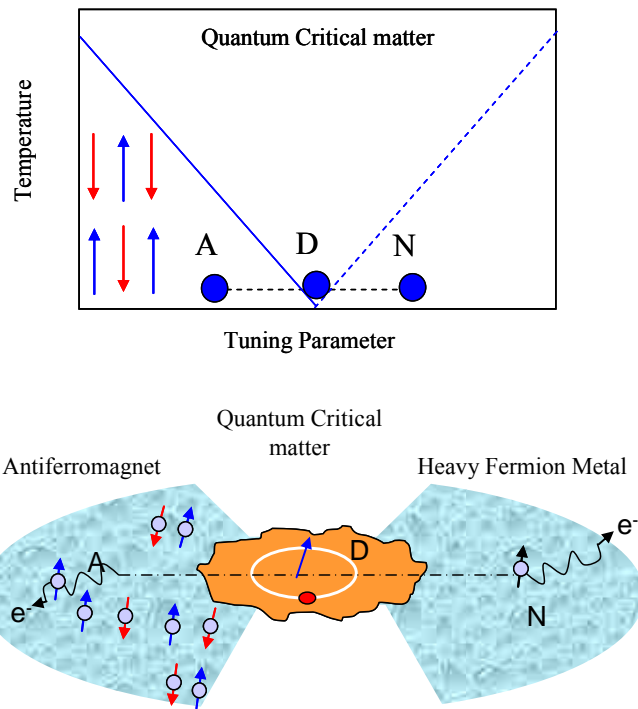 Quantum Critical matter
Temperature
A
D
N
Tuning Parameter
Quantum Critical
matter
Antiferromagnet
Heavy Fermion Metal
e-
D
A
e-
N